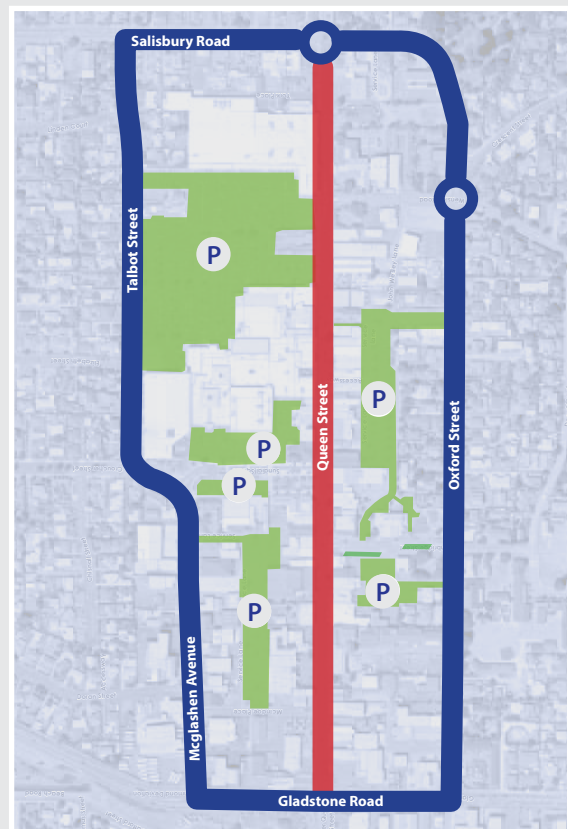 Salisbury Road
Talbot Street
P
Queen Street
P
Oxford Street
P
P
P
P
Mcglashen Avenue
Gladstone Road